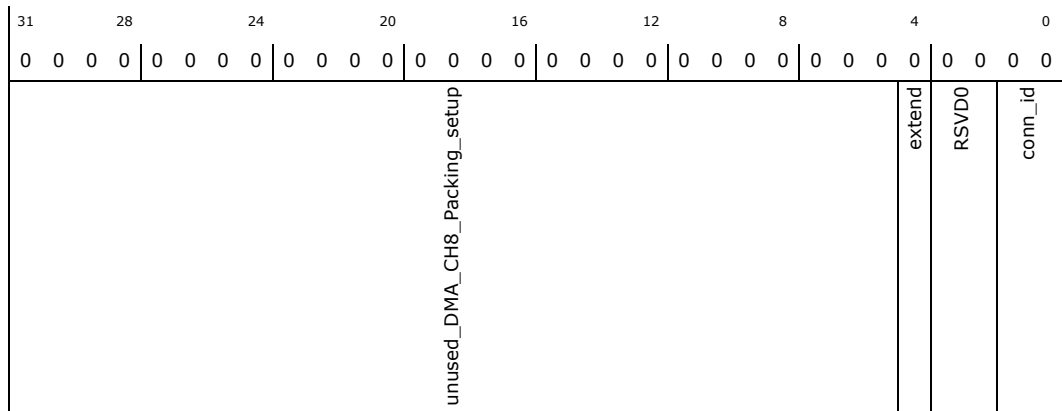 31 28 24 20 16 12 8 4 0
0 0 0 0 0 0 0 0 0 0 0 0 0 0 0 0 0 0 0 0 0 0 0 0 0 0 0 0 0 0 0 0
unused_DMA_CH8_Packing_setup
extend
RSVD0
conn_id